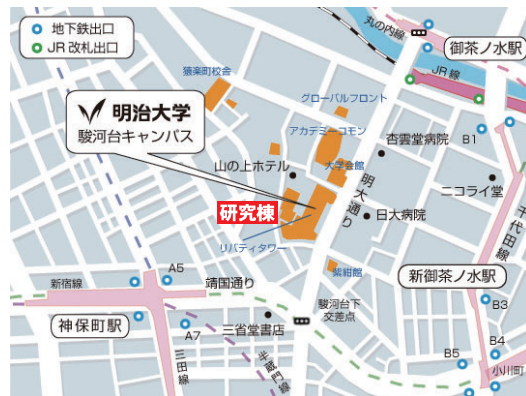 地下鉄出口
JR改札出口
丸の内線
御茶ノ水駅
JR線
猿楽町校舎
グローバルフロント
明治大学
駿河台キャンパス
アカデミーコモン
杏雲堂病院
B1
山の上ホテル
大学会館
明大通り
ニコライ堂
研究棟
日大病院
千代田線
リバティタワー
紫紺館
新御茶ノ水駅
新宿線
A5
靖国通り
駿河台下
交差点
B3
神保町駅
A7
三省堂書店
三田線
半蔵門線
B4
B5
小川町